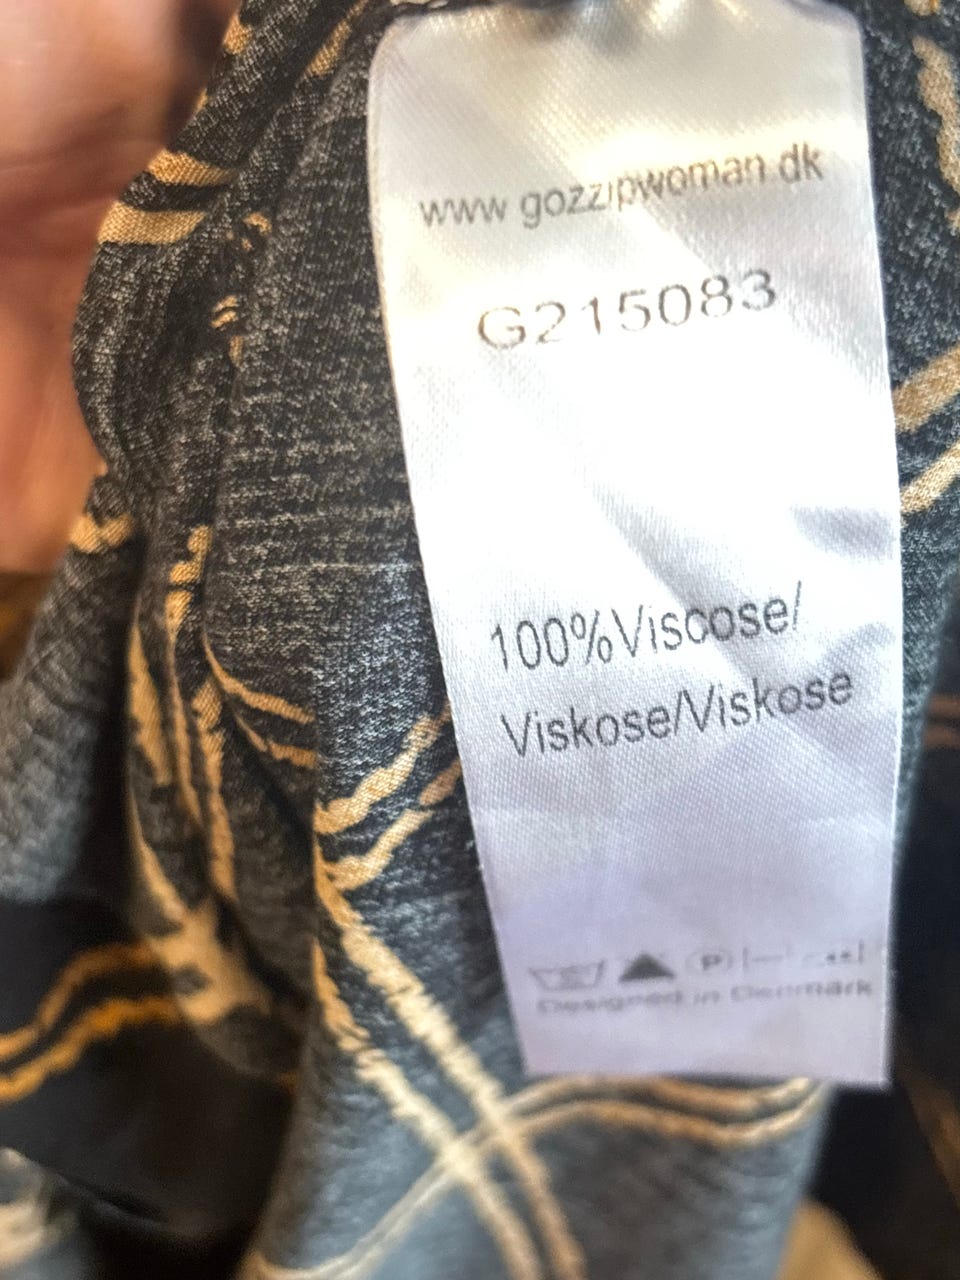 www gozzipwoman dk
G215083
100%Viscose/
Viskose/Viskose
P
Designed in Denmark